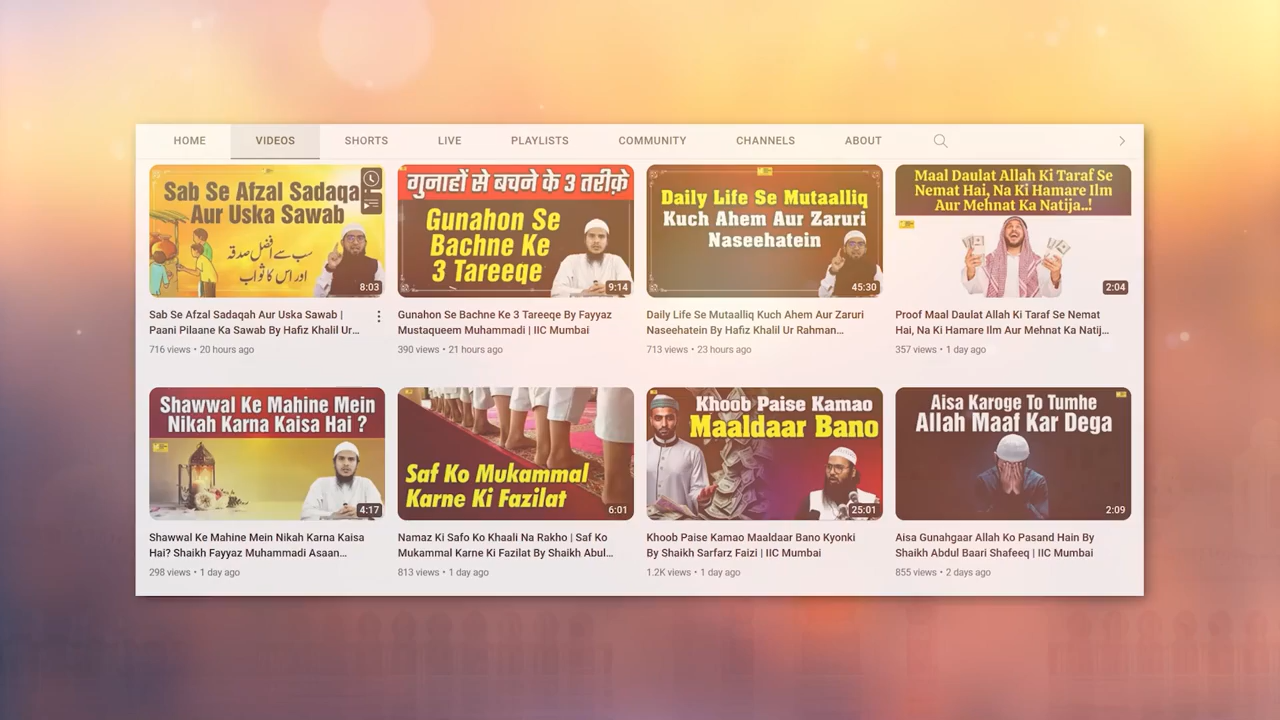 HOME VIDEOS SHORTS LIVE PLAYLISTS COMMUNITY CHANNELS ABOUT
Sab Se Afzal Sadaqa
Aur Uska Sawab
سب سے افضل صدقہ
اور اس کا ثواب
8:03
Sab Se Afzal Sadaqah Aur Uska Sawab |
Paani Pilaane Ka Sawab By Hafiz Khalil Ur...
716 views • 20 hours ago
गुनाहों से बचने के 3 तरीक़े
Gunahon Se
Bachne Ke
3 Tareeqe
9:14
Gunahon Se Bachne Ke 3 Tareeqe By Fayyaz
Mustaqueem Muhammadi | IIC Mumbai
390 views • 21 hours ago
Daily Life Se Mutaalliq
Kuch Ahem Aur Zaruri
Naseehatein
45:30
Daily Life Se Mutaalliq Kuch Ahem Aur Zaruri
Naseehatein By Hafiz Khalil Ur Rahman...
713 views • 23 hours ago
Maal Daulat Allah Ki Taraf Se
Nemat Hai, Na Ki Hamare Ilm
Aur Mehnat Ka Natija..!
2:04
Proof Maal Daulat Allah Ki Taraf Se Nemat
Hai, Na Ki Hamare Ilm Aur Mehnat Ka Natij...
357 views • 1 day ago
Shawwal Ke Mahine Mein
Nikah Karna Kaisa Hai ?
4:17
Shawwal Ke Mahine Mein Nikah Karna Kaisa
Hai? Shaikh Fayyaz Muhammadi Asaan...
298 views • 1 day ago
Saf Ko Mukammal
Karne Ki Fazilat
6:01
Namaz Ki Safo Ko Khaali Na Rakho | Saf Ko
Mukammal Karne Ki Fazilat By Shaikh Abul...
813 views • 1 day ago
Khoob Paise Kamao
Maaldaar Bano
25:01
Khoob Paise Kamao Maaldaar Bano Kyonki
By Shaikh Sarfarz Faizi | IIC Mumbai
1.2K views • 1 day ago
Aisa Karoge To Tumhe
Allah Maaf Kar Dega
2:09
Aisa Gunahgaar Allah Ko Pasand Hain By
Shaikh Abdul Baari Shafeeq | IIC Mumbai
855 views • 2 days ago